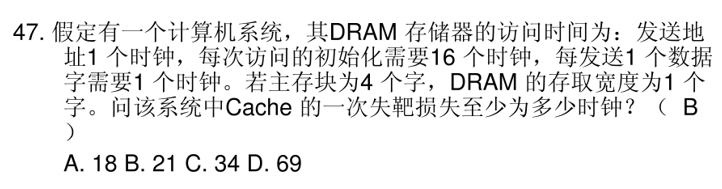 47. 假定有一个计算机系统，其DRAM 存储器的访问时间为：发送地
址1 个时钟，每次访问的初始化需要16 个时钟，每发送1 个数据
字需要1 个时钟。若主存块为4 个字，DRAM 的存取宽度为1 个
字。问该系统中Cache 的一次失靶损失至少为多少时钟？（ B
）
A. 18 B. 21 C. 34 D. 69